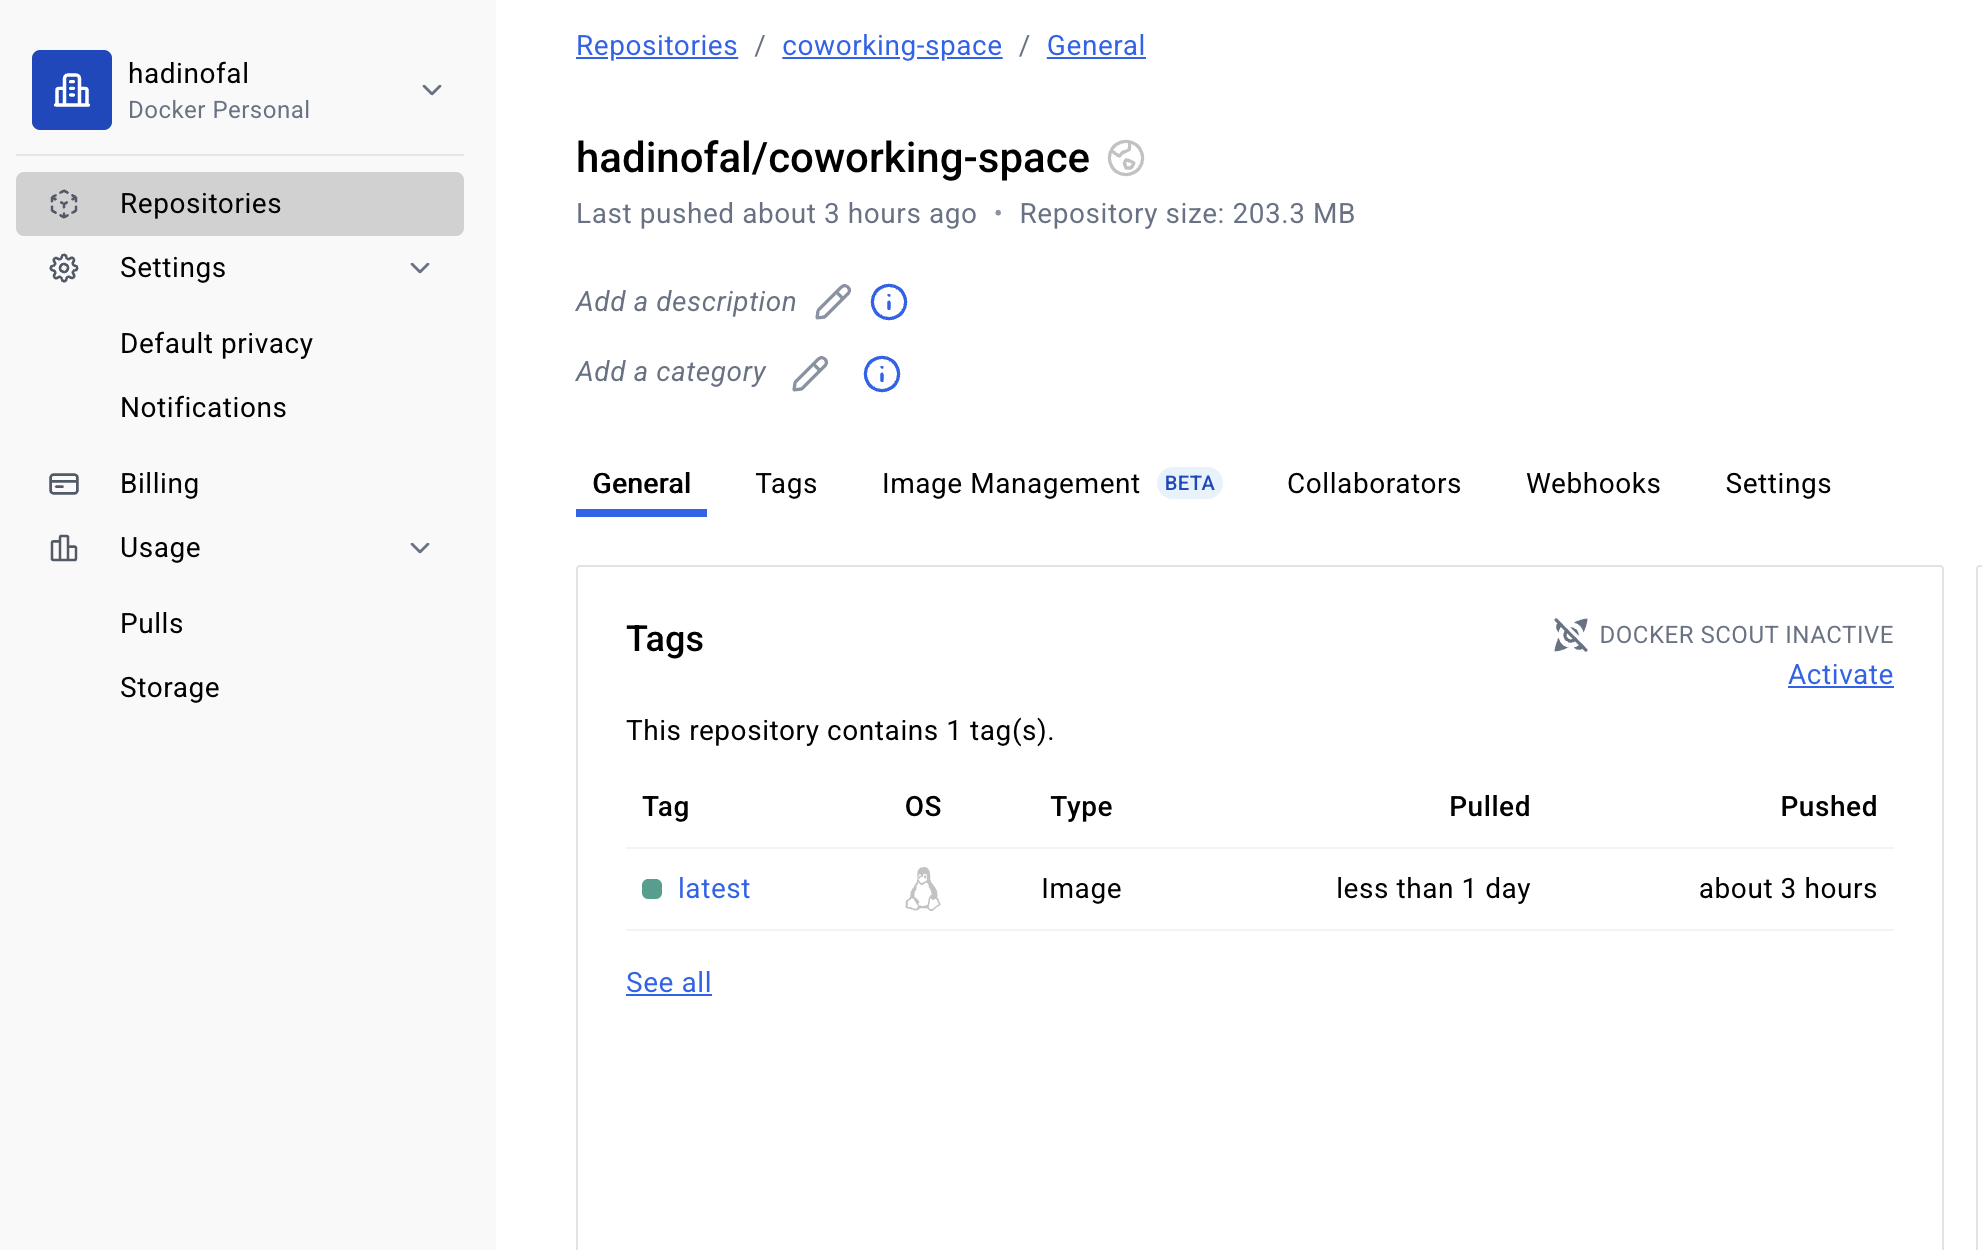 hadinofal
Docker Personal
Repositories
Settings
Default privacy
Notifications
Billing
Usage
Pulls
Storage
Repositories / coworking-space / General
hadinofal/coworking-space
Last pushed about 3 hours ago • Repository size: 203.3 MB
Add a description
Add a category
General Tags Image Management BETA Collaborators Webhooks Settings
Tags
DOCKER SCOUT INACTIVE
Activate
This repository contains 1 tag(s).
Tag OS Type Pulled Pushed
latest Image less than 1 day about 3 hours
See all